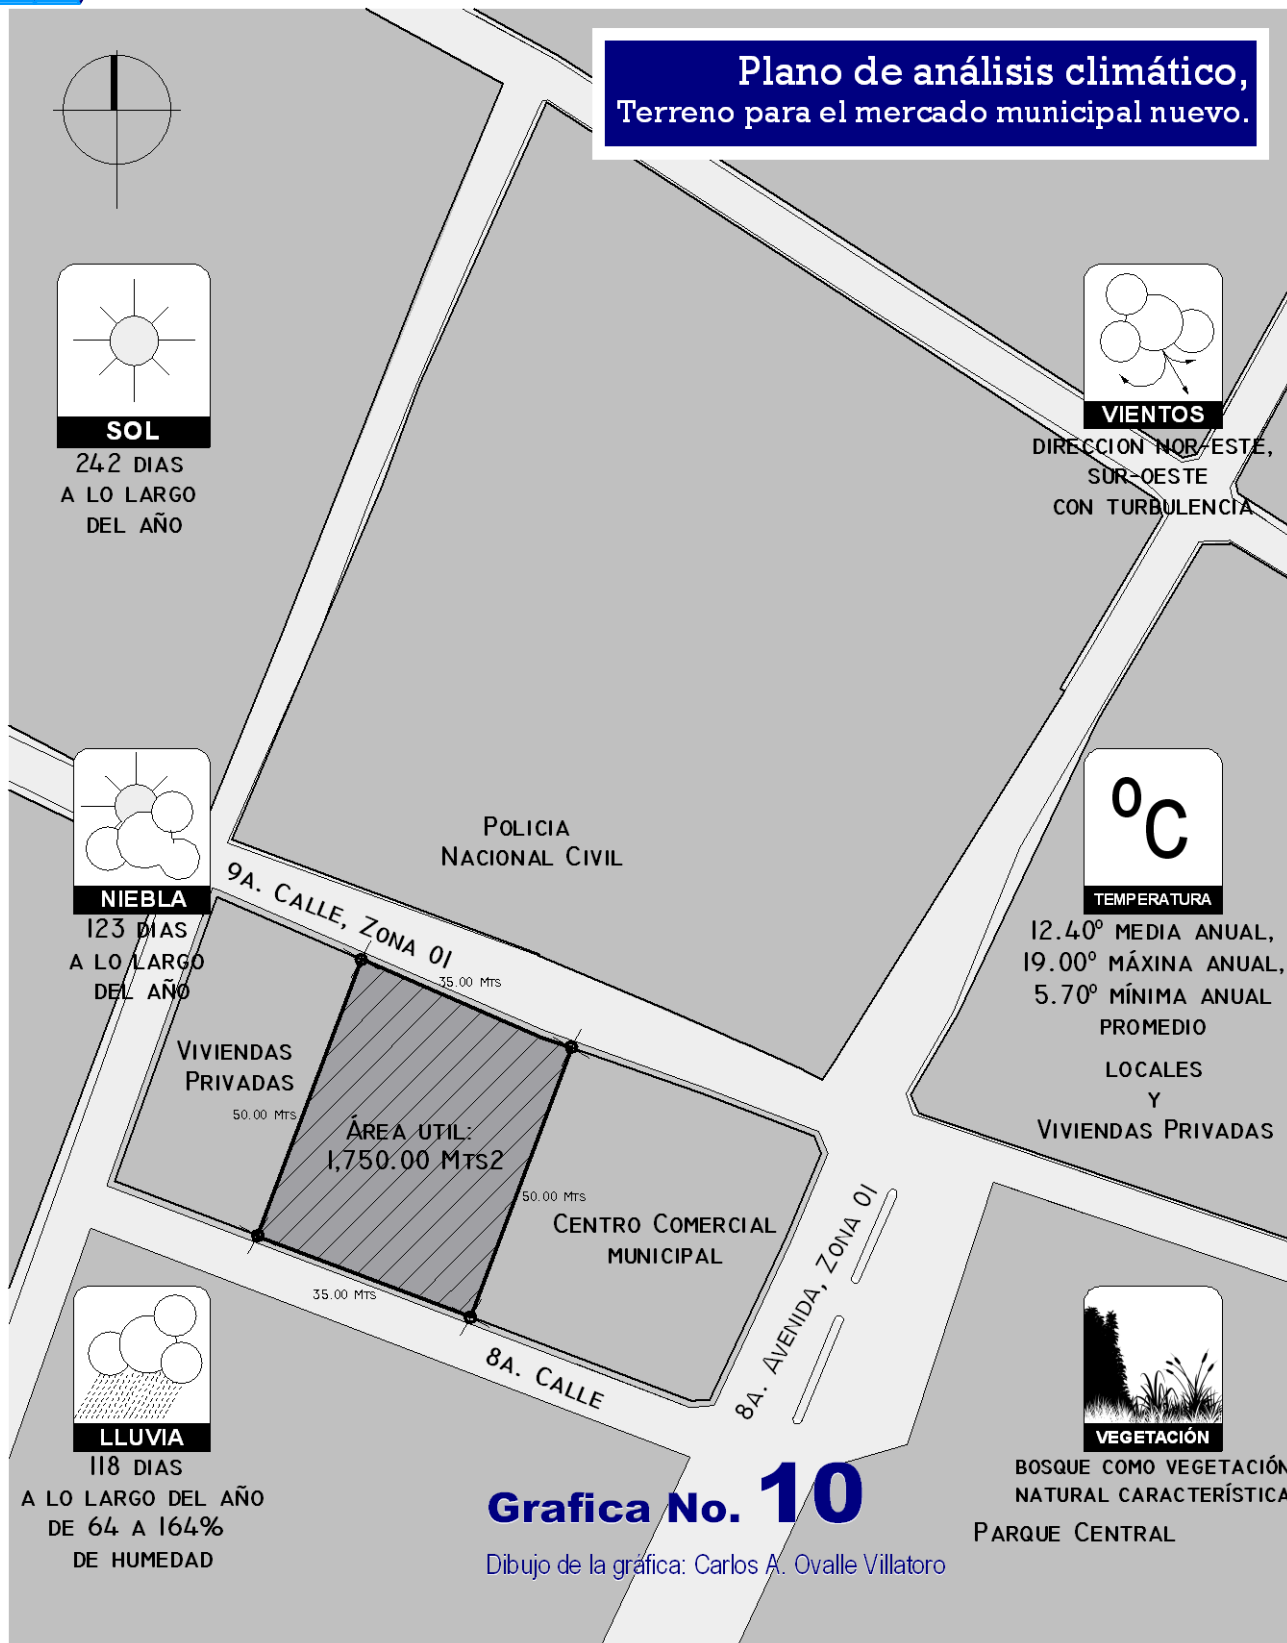 Plano de análisis climático,
Terreno para el mercado municipal nuevo.
SOL
242 DIAS
A LO LARGO
DEL AÑO
VIENTOS
DIRECCION NOR-ESTE,
SUR-OESTE
CON TURBULENCIA
NIEBLA
123 DIAS
A LO LARGO
DEL AÑO
POLICIA
NACIONAL CIVIL
9A. CALLE, ZONA 01
35.00 MTS
°C
TEMPERATURA
12.40º MEDIA ANUAL,
19.00º MÁXINA ANUAL,
5.70º MÍNIMA ANUAL
PROMEDIO
LOCALES
Y
VIVIENDAS PRIVADAS
VIVIENDAS
PRIVADAS
50.00 MTS
ÁREA UTIL:
1,750.00 MTS2
50.00 MTS
CENTRO COMERCIAL
MUNICIPAL
35.00 MTS
8A. CALLE
8A. AVENIDA, ZONA 01
LLUVIA
118 DIAS
A LO LARGO DEL AÑO
DE 64 A 164%
DE HUMEDAD
VEGETACIÓN
BOSQUE COMO VEGETACIÓN
NATURAL CARACTERÍSTICA
PARQUE CENTRAL
Grafica No. 10
Dibujo de la gráfica: Carlos A. Ovalle Villatoro